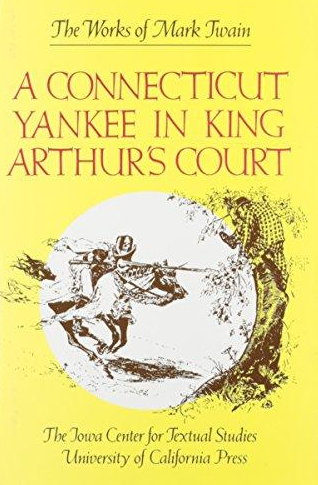 The Works of Mark Twain
A CONNECTICUT
YANKEE IN KING
ARTHUR'S COURT
The Iowa Center for Textual Studies
University of California Press